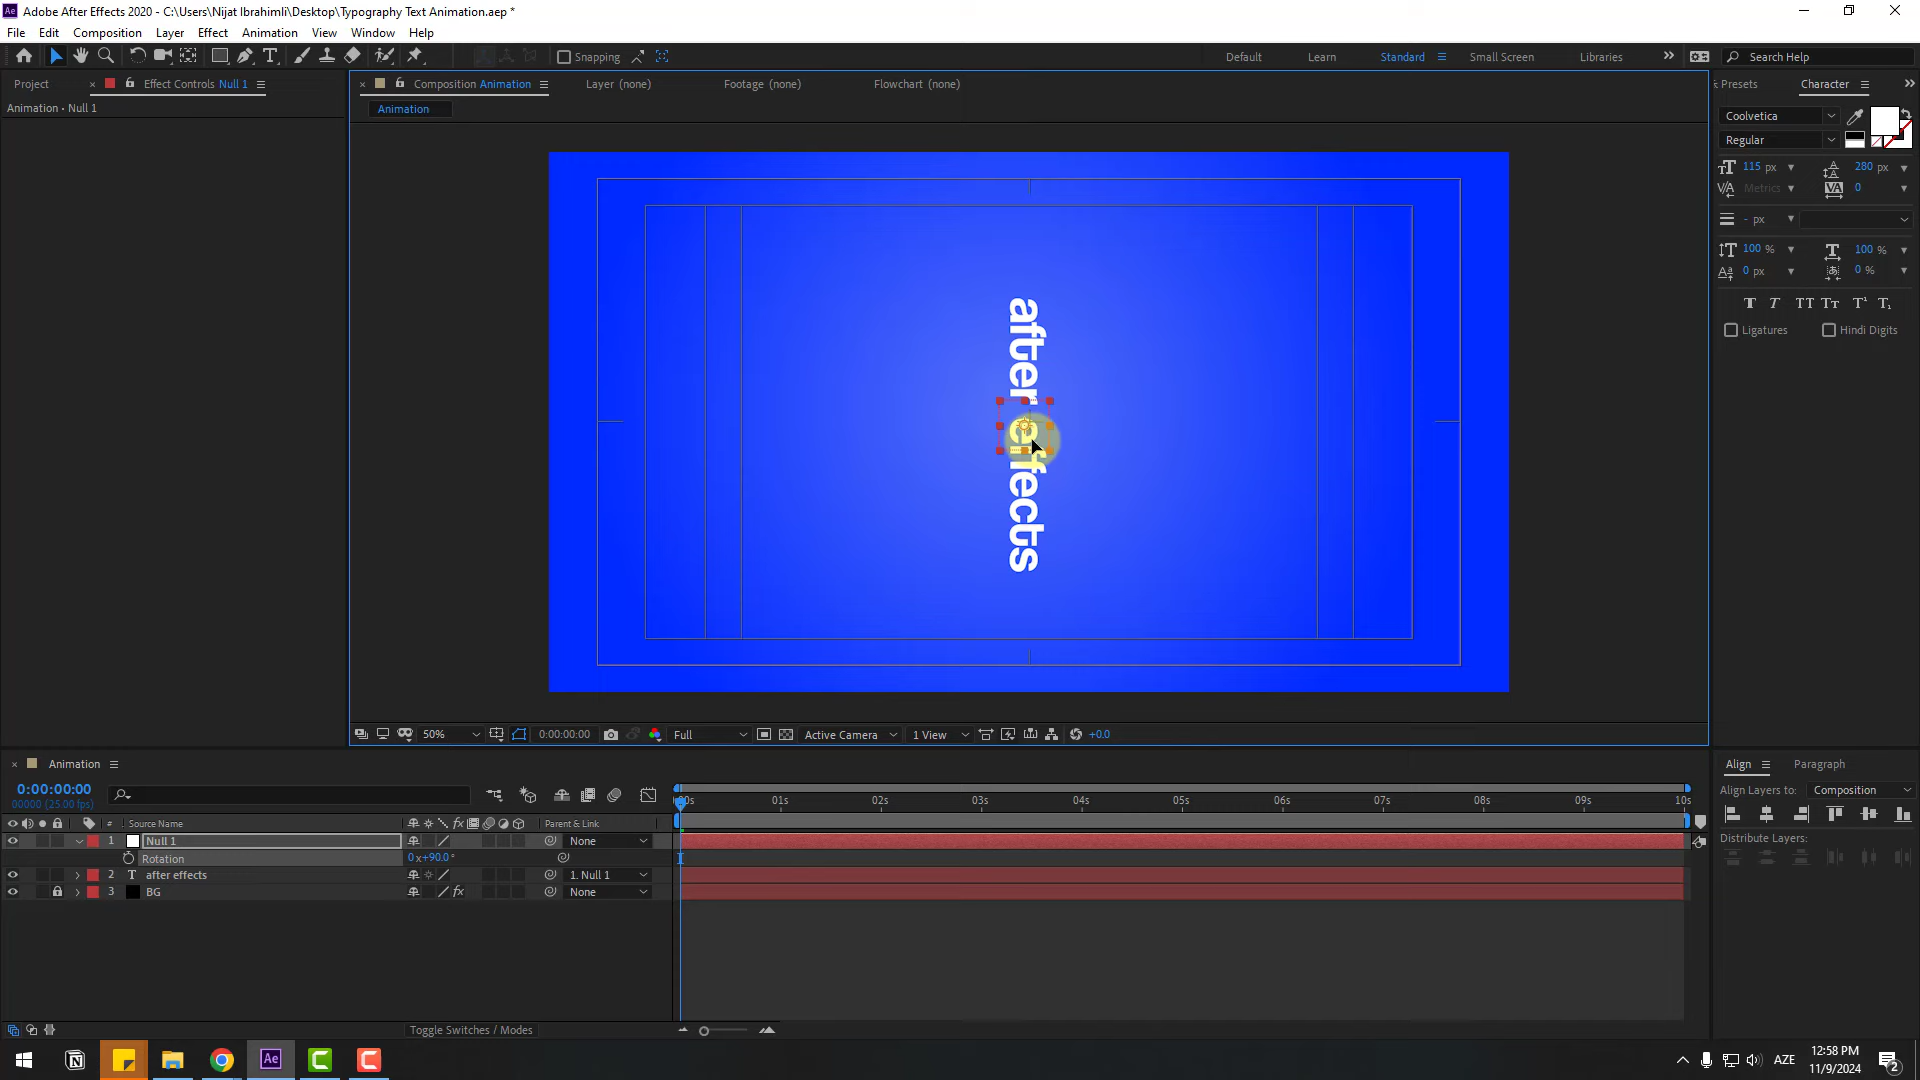 Adobe After Effects 2020 - C:\Users\Nijat Ibrahimli\Desktop\Typography Text Animation.aep *
File Edit Composition Layer Effect Animation View Window Help
Snapping Default Learn Standard Small Screen Libraries Search Help
Project Effect Controls Null 1 Composition Animation Layer (none) Footage (none) Flowchart (none) Presets Character
Animation • Null 1 Animation
Coolvetica
Regular
115 px 280 px
Metrics 0
- px
100 % 100 %
0 px 0 %
Ligatures Hindi Digits
after effects
50% 0:00:00:00 Full Active Camera 1 View +0.0
Animation Align Paragraph
0:00:00:00
00000 (25.00 fps)
Align Layers to: Composition
:00s 01s 02s 03s 04s 05s 06s 07s 08s 09s 10s
# Source Name Parent & Link
Distribute Layers:
1 Null 1 None
Rotation 0x+90.0°
2 T after effects 1. Null 1
3 BG fx None
Toggle Switches / Modes
AZE 12:58 PM
11/9/2024
2